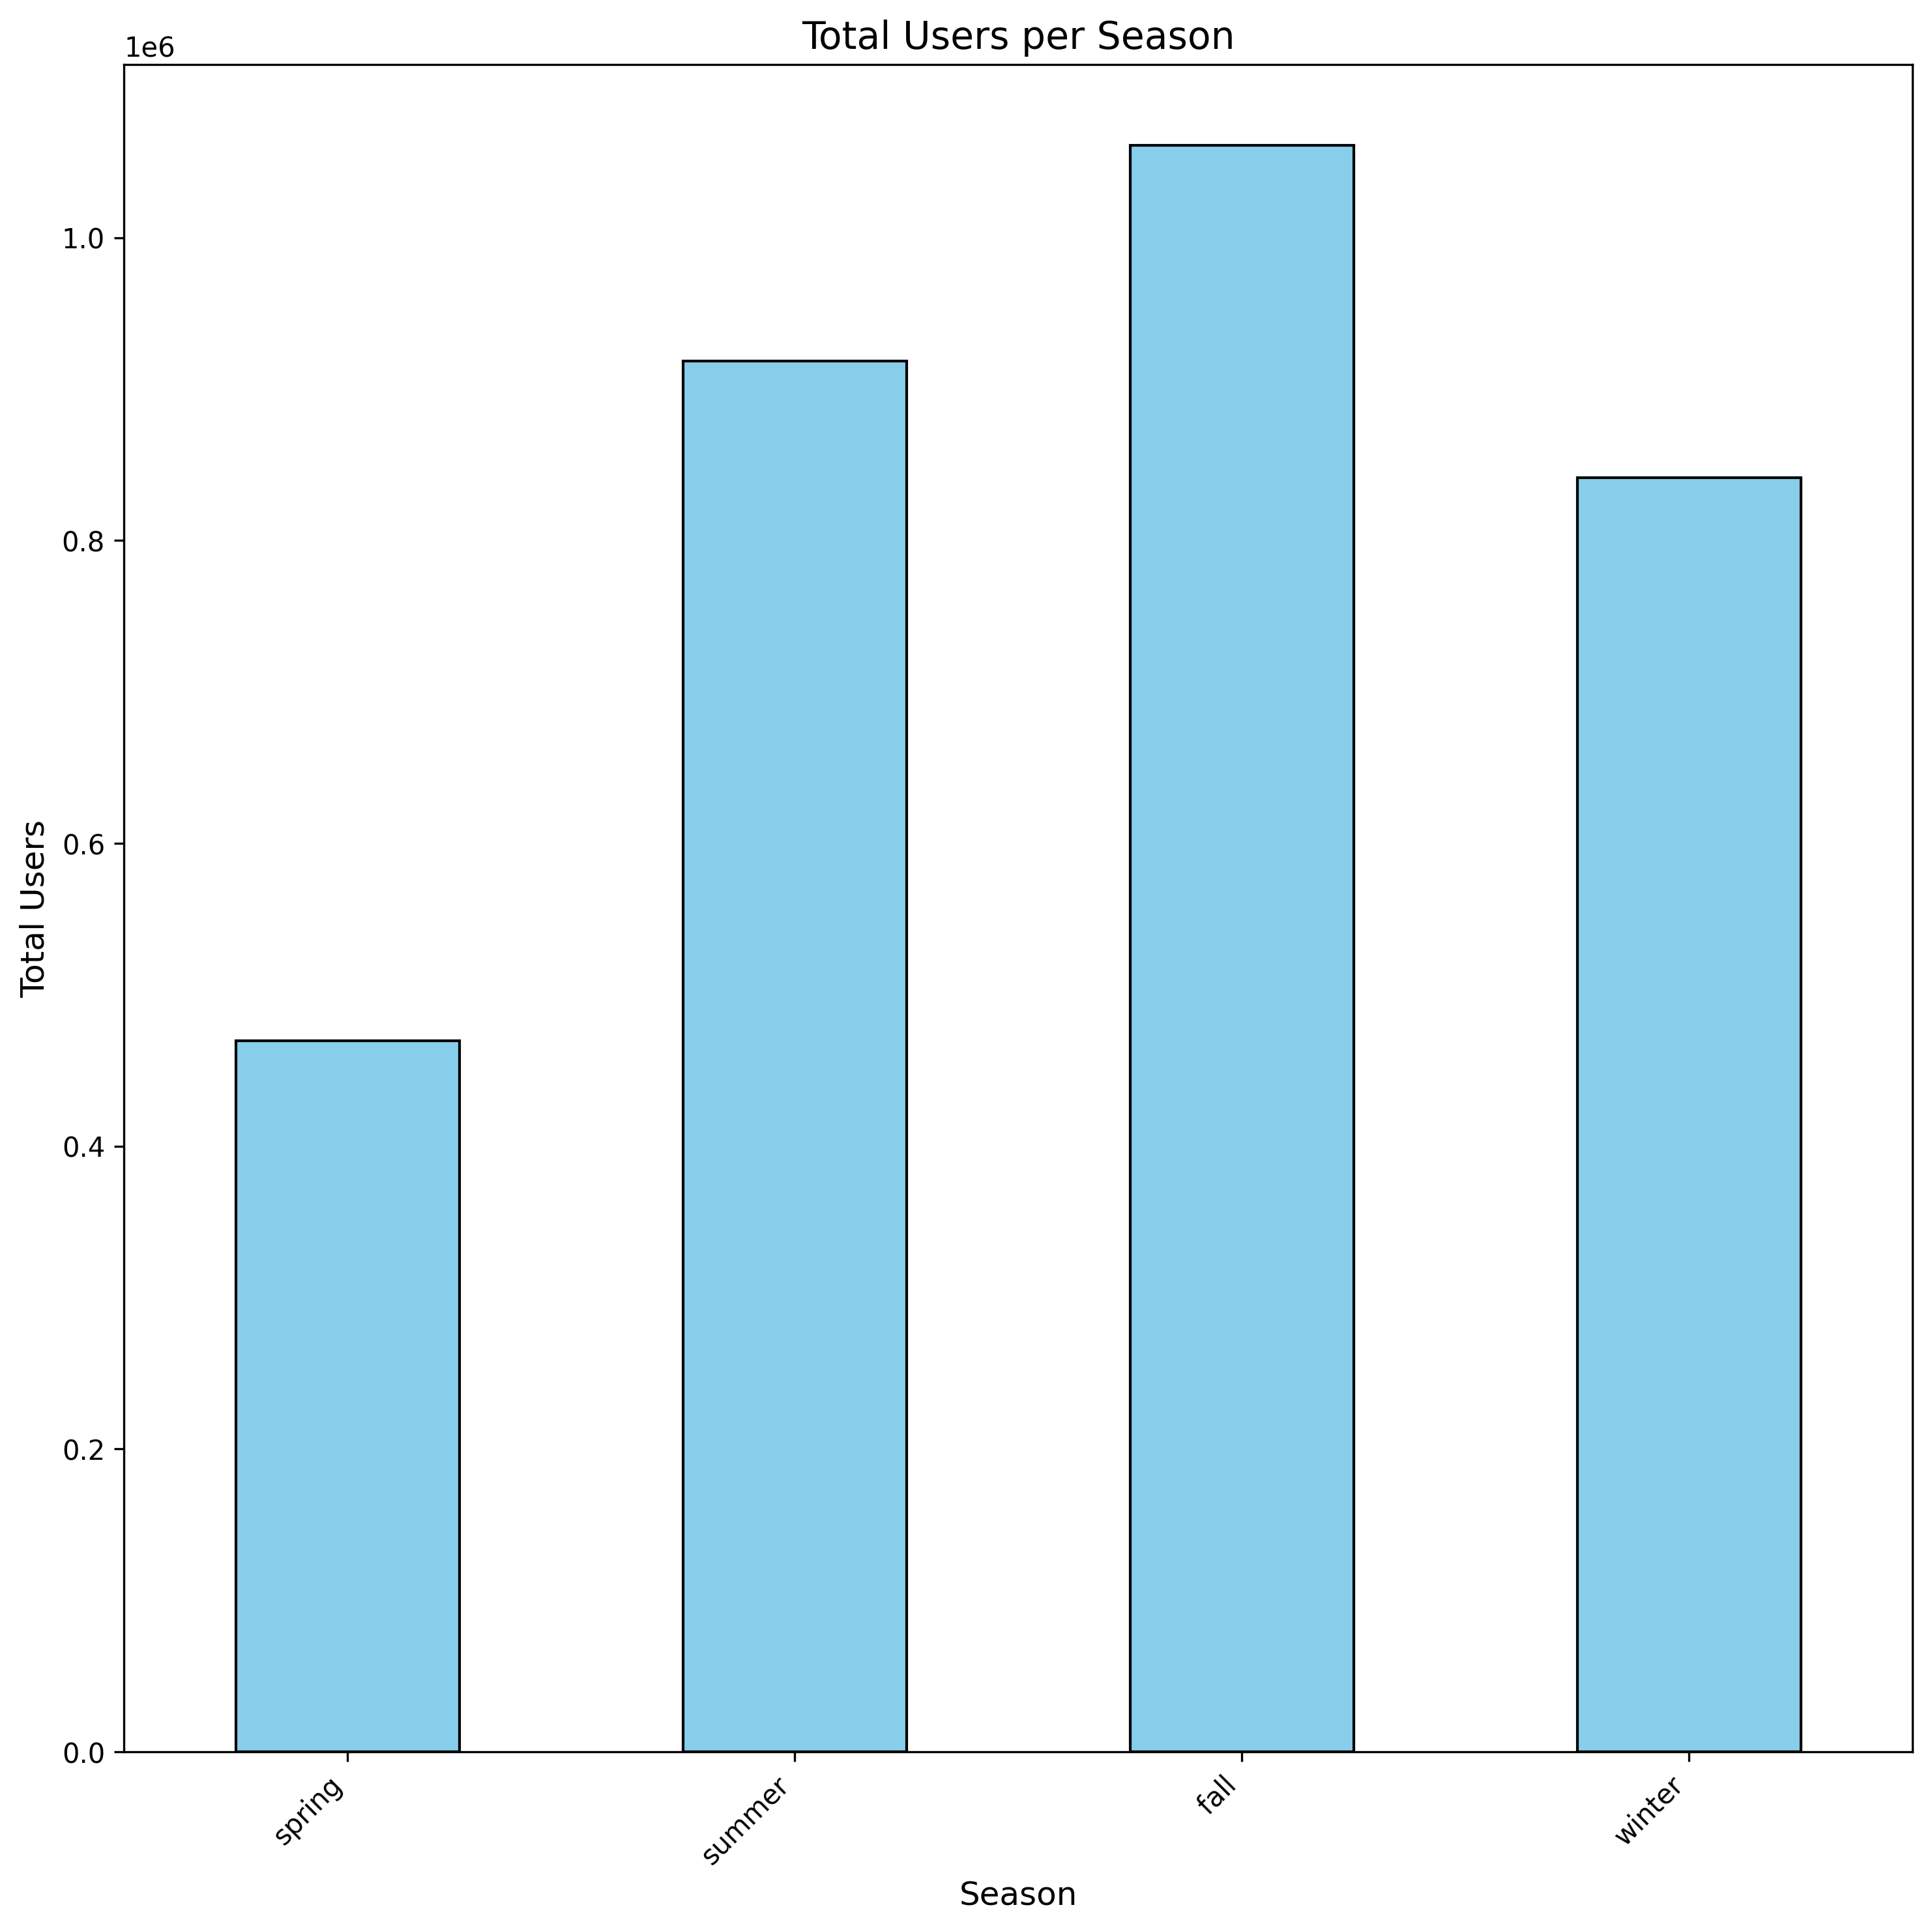 Total Users per Season
1e6
1.0
0.8
0.6
0.4
0.2
0.0
Total Users
spring
summer
fall
winter
Season